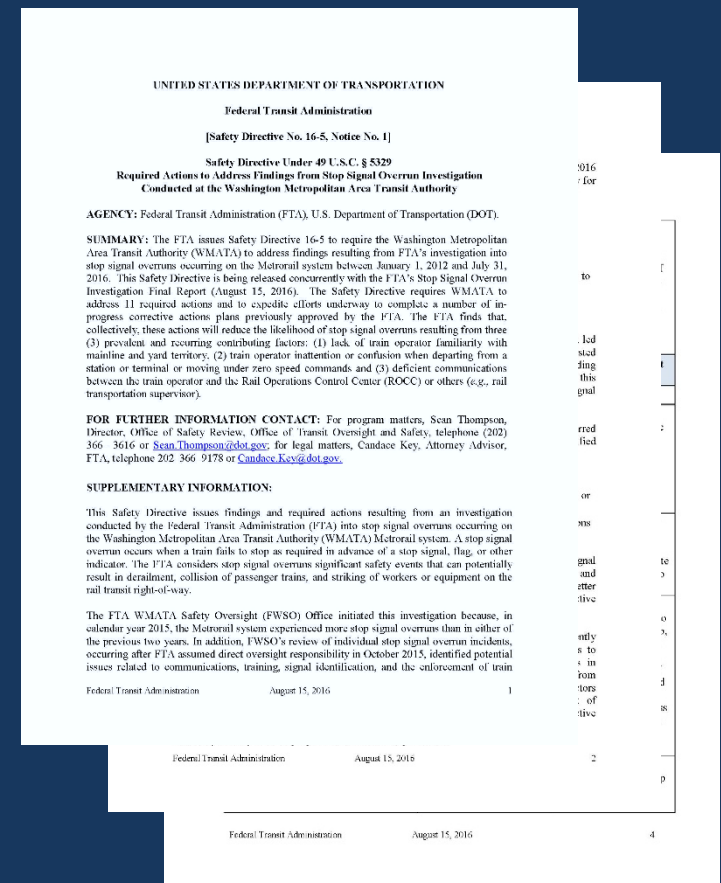 UNITED STATES DEPARTMENT OF TRANSPORTATION
Federal Transit Administration
[Safety Directive No. 16-5, Notice No. 1]
Safety Directive Under 49 U.S.C. § 5329
Required Actions to Address Findings from Stop Signal Overrun Investigation
Conducted at the Washington Metropolitan Area Transit Authority
AGENCY: Federal Transit Administration (FTA), U.S. Department of Transportation (DOT).
SUMMARY: The FTA issues Safety Directive 16-5 to require the Washington Metropolitan
Area Transit Authority (WMATA) to address findings resulting from FTA's investigation into
stop signal overruns occurring on the Metrorail system between January 1, 2012 and July 31,
2016. This Safety Directive is being released concurrently with the FTA's Stop Signal Overrun
Investigation Final Report (August 15, 2016). The Safety Directive requires WMATA to
address 11 required actions and to expedite efforts underway to complete a number of in-
progress corrective actions plans previously approved by the FTA. The FTA finds that,
collectively, these actions will reduce the likelihood of stop signal overruns resulting from three
(3) prevalent and recurring contributing factors: (1) lack of train operator familiarity with
mainline and yard territory, (2) train operator inattention or confusion when departing from a
station or terminal or moving under zero speed commands and (3) deficient communications
between the train operator and the Rail Operations Control Center (ROCC) or others (e.g., rail
transportation supervisor).
FOR FURTHER INFORMATION CONTACT: For program matters, Sean Thompson,
Director, Office of Safety Review, Office of Transit Oversight and Safety, telephone (202)
366 3616 or Sean.Thompson@dot.gov; for legal matters, Candace Key, Attorney Advisor,
FTA, telephone 202 366 9178 or Candace.Key@dot.gov.
SUPPLEMENTARY INFORMATION:
This Safety Directive issues findings and required actions resulting from an investigation
conducted by the Federal Transit Administration (FTA) into stop signal overruns occurring on
the Washington Metropolitan Area Transit Authority (WMATA) Metrorail system. A stop signal
overrun occurs when a train fails to stop as required in advance of a stop signal, flag, or other
indicator. The FTA considers stop signal overruns significant safety events that can potentially
result in derailment, collision of passenger trains, and striking of workers or equipment on the
rail transit right-of-way.
The FTA WMATA Safety Oversight (FWSO) Office initiated this investigation because, in
calendar year 2015, the Metrorail system experienced more stop signal overruns than in either of
the previous two years. In addition, FWSO's review of individual stop signal overrun incidents,
occurring after FTA assumed direct oversight responsibility in October 2015, identified potential
issues related to communications, training, signal identification, and the enforcement of train
Federal Transit Administration August 15, 2016 1
2016
for
to
led
this
or
and
to
in
of
Federal Transit Administration August 15, 2016 2
Federal Transit Administration August 15, 2016 4